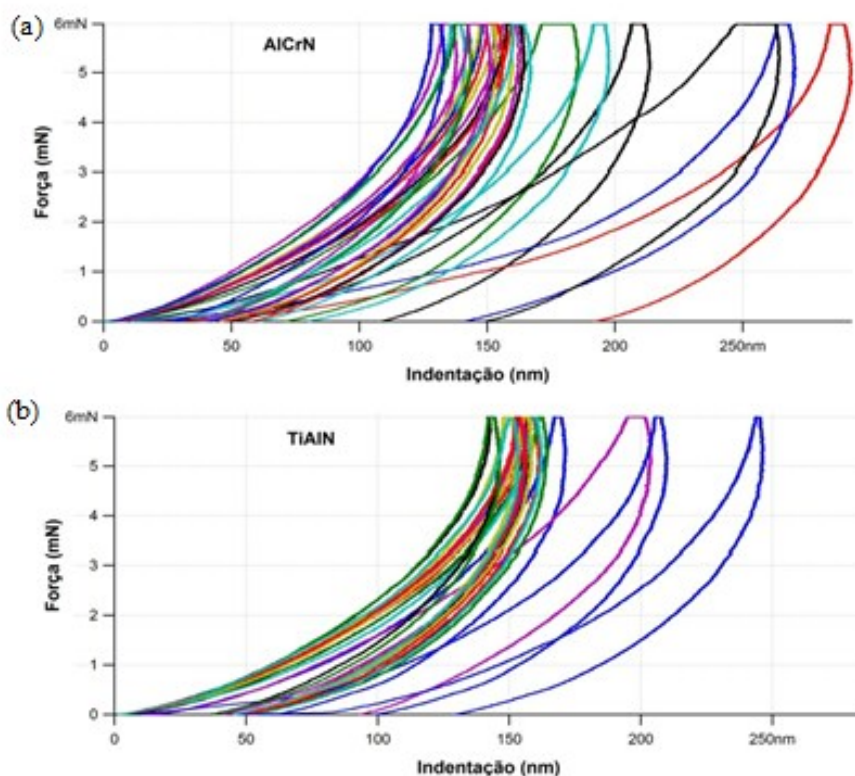 (a)
AlCrN
Força (mN)
6mN
5
4
3
2
1
0
0
50
100
150
200
250nm
Indentação (nm)
(b)
TiAlN
Força (mN)
6mN
5
4
3
2
1
0
0
50
100
150
200
250nm
Indentação (nm)